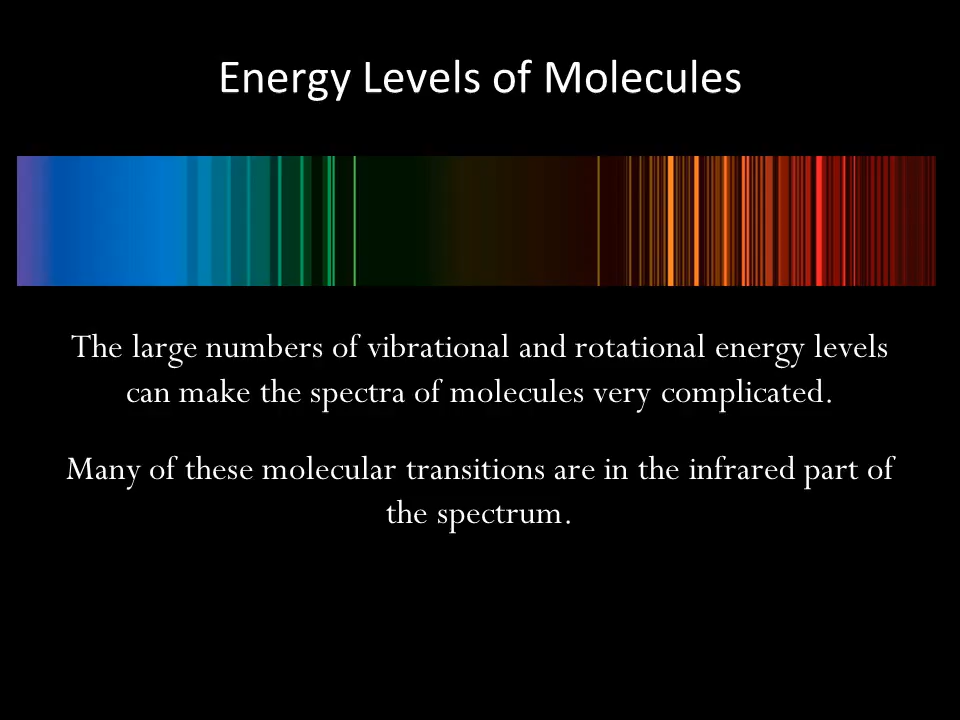 Energy Levels of Molecules
The large numbers of vibrational and rotational energy levels
can make the spectra of molecules very complicated.
Many of these molecular transitions are in the infrared part of
the spectrum.